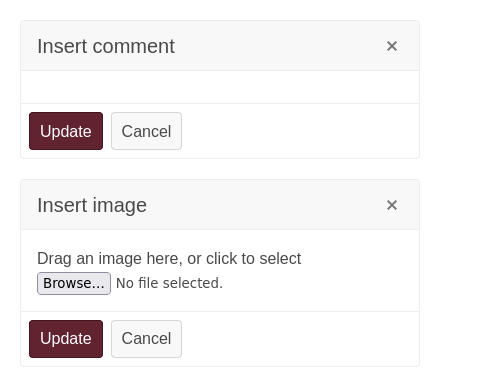 Insert comment ×
Update Cancel
Insert image ×
Drag an image here, or click to select
Browse... No file selected.
Update Cancel